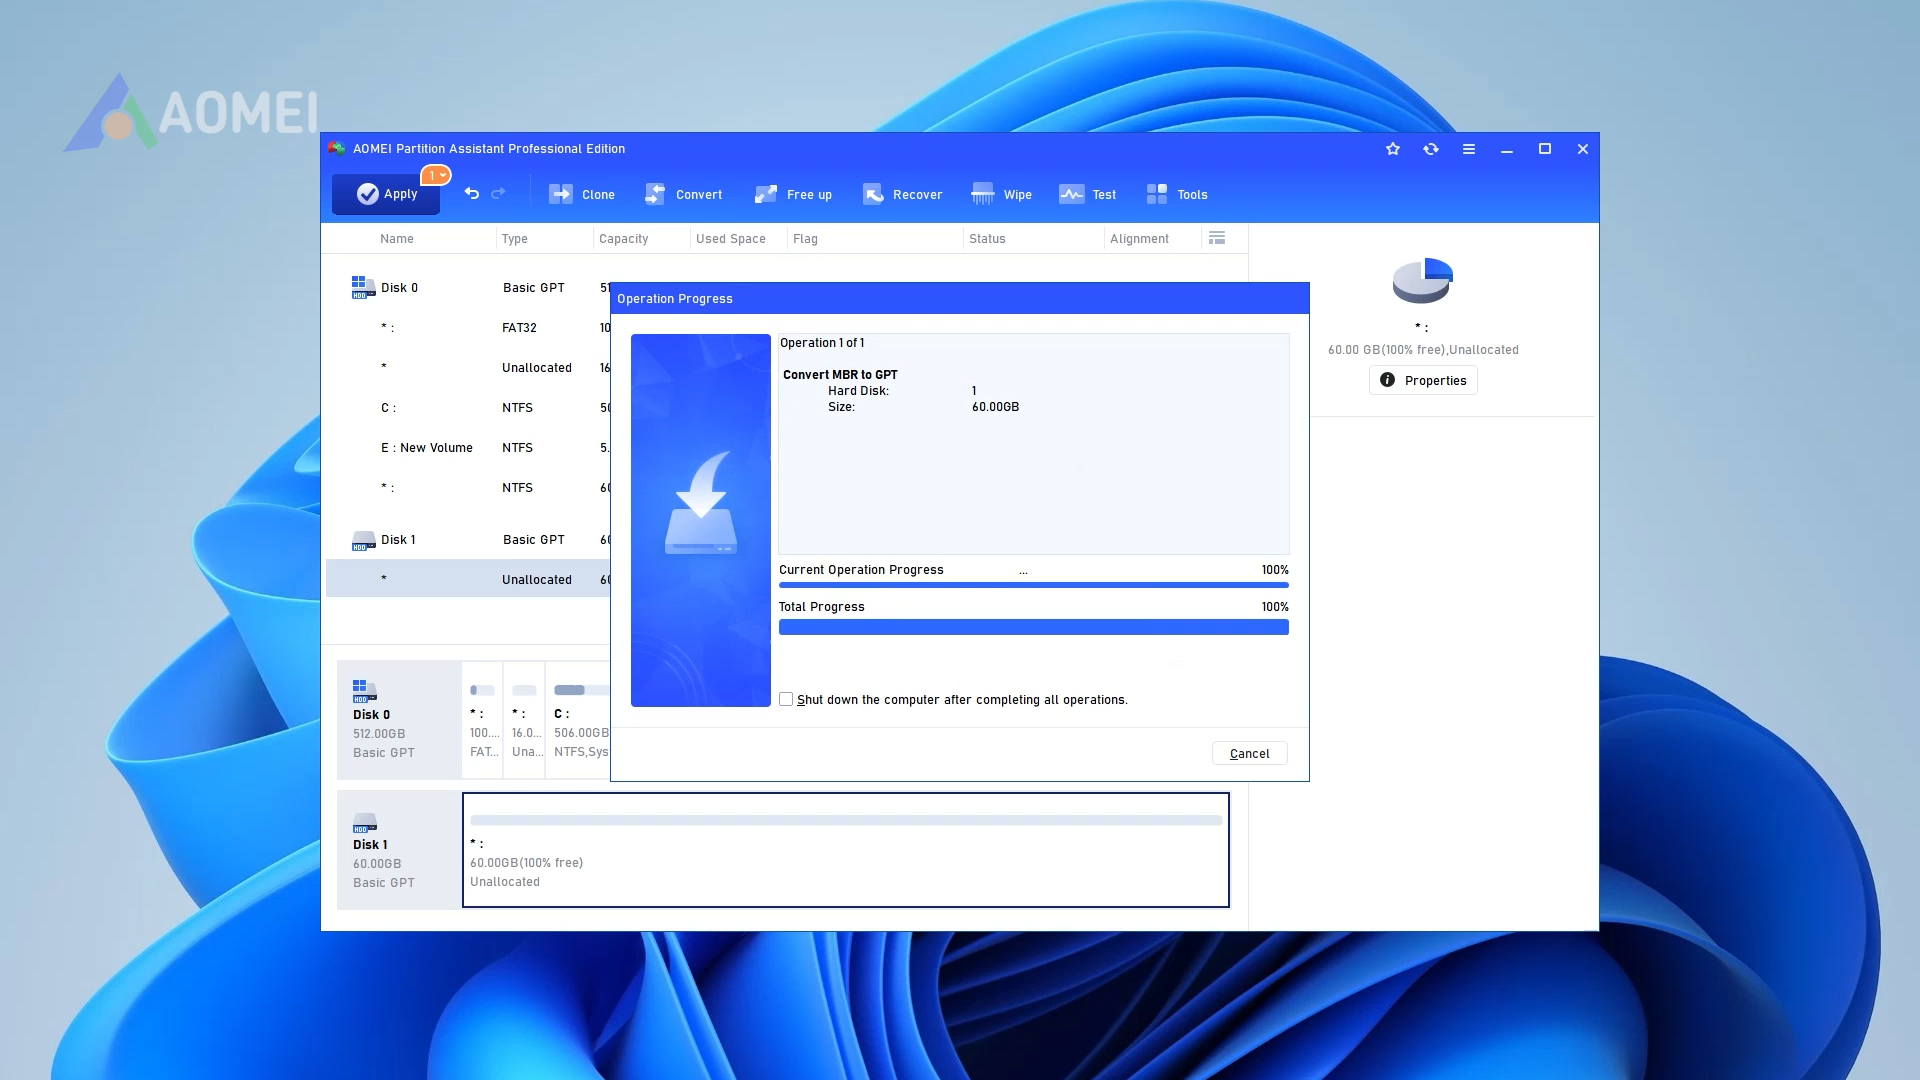 AOMEI
AOMEI Partition Assistant Professional Edition
Apply
1
Clone
Convert
Free up
Recover
Wipe
Test
Tools
Name Type Capacity Used Space Flag Status Alignment
Disk 0 Basic GPT
* : FAT32
* Unallocated
C : NTFS
E : New Volume NTFS
* : NTFS
Disk 1 Basic GPT
* Unallocated
Operation Progress
Operation 1 of 1
Convert MBR to GPT
Hard Disk: 1
Size: 60.00GB
Current Operation Progress ... 100%
Total Progress 100%
Shut down the computer after completing all operations.
Cancel
* :
60.00 GB(100% free),Unallocated
Properties
HDD
Disk 0
512.00GB
Basic GPT
* :
100....
FAT...
* :
16.0...
Una...
C :
506.00GB
NTFS,Sys
HDD
Disk 1
60.00GB
Basic GPT
* :
60.00GB(100% free)
Unallocated